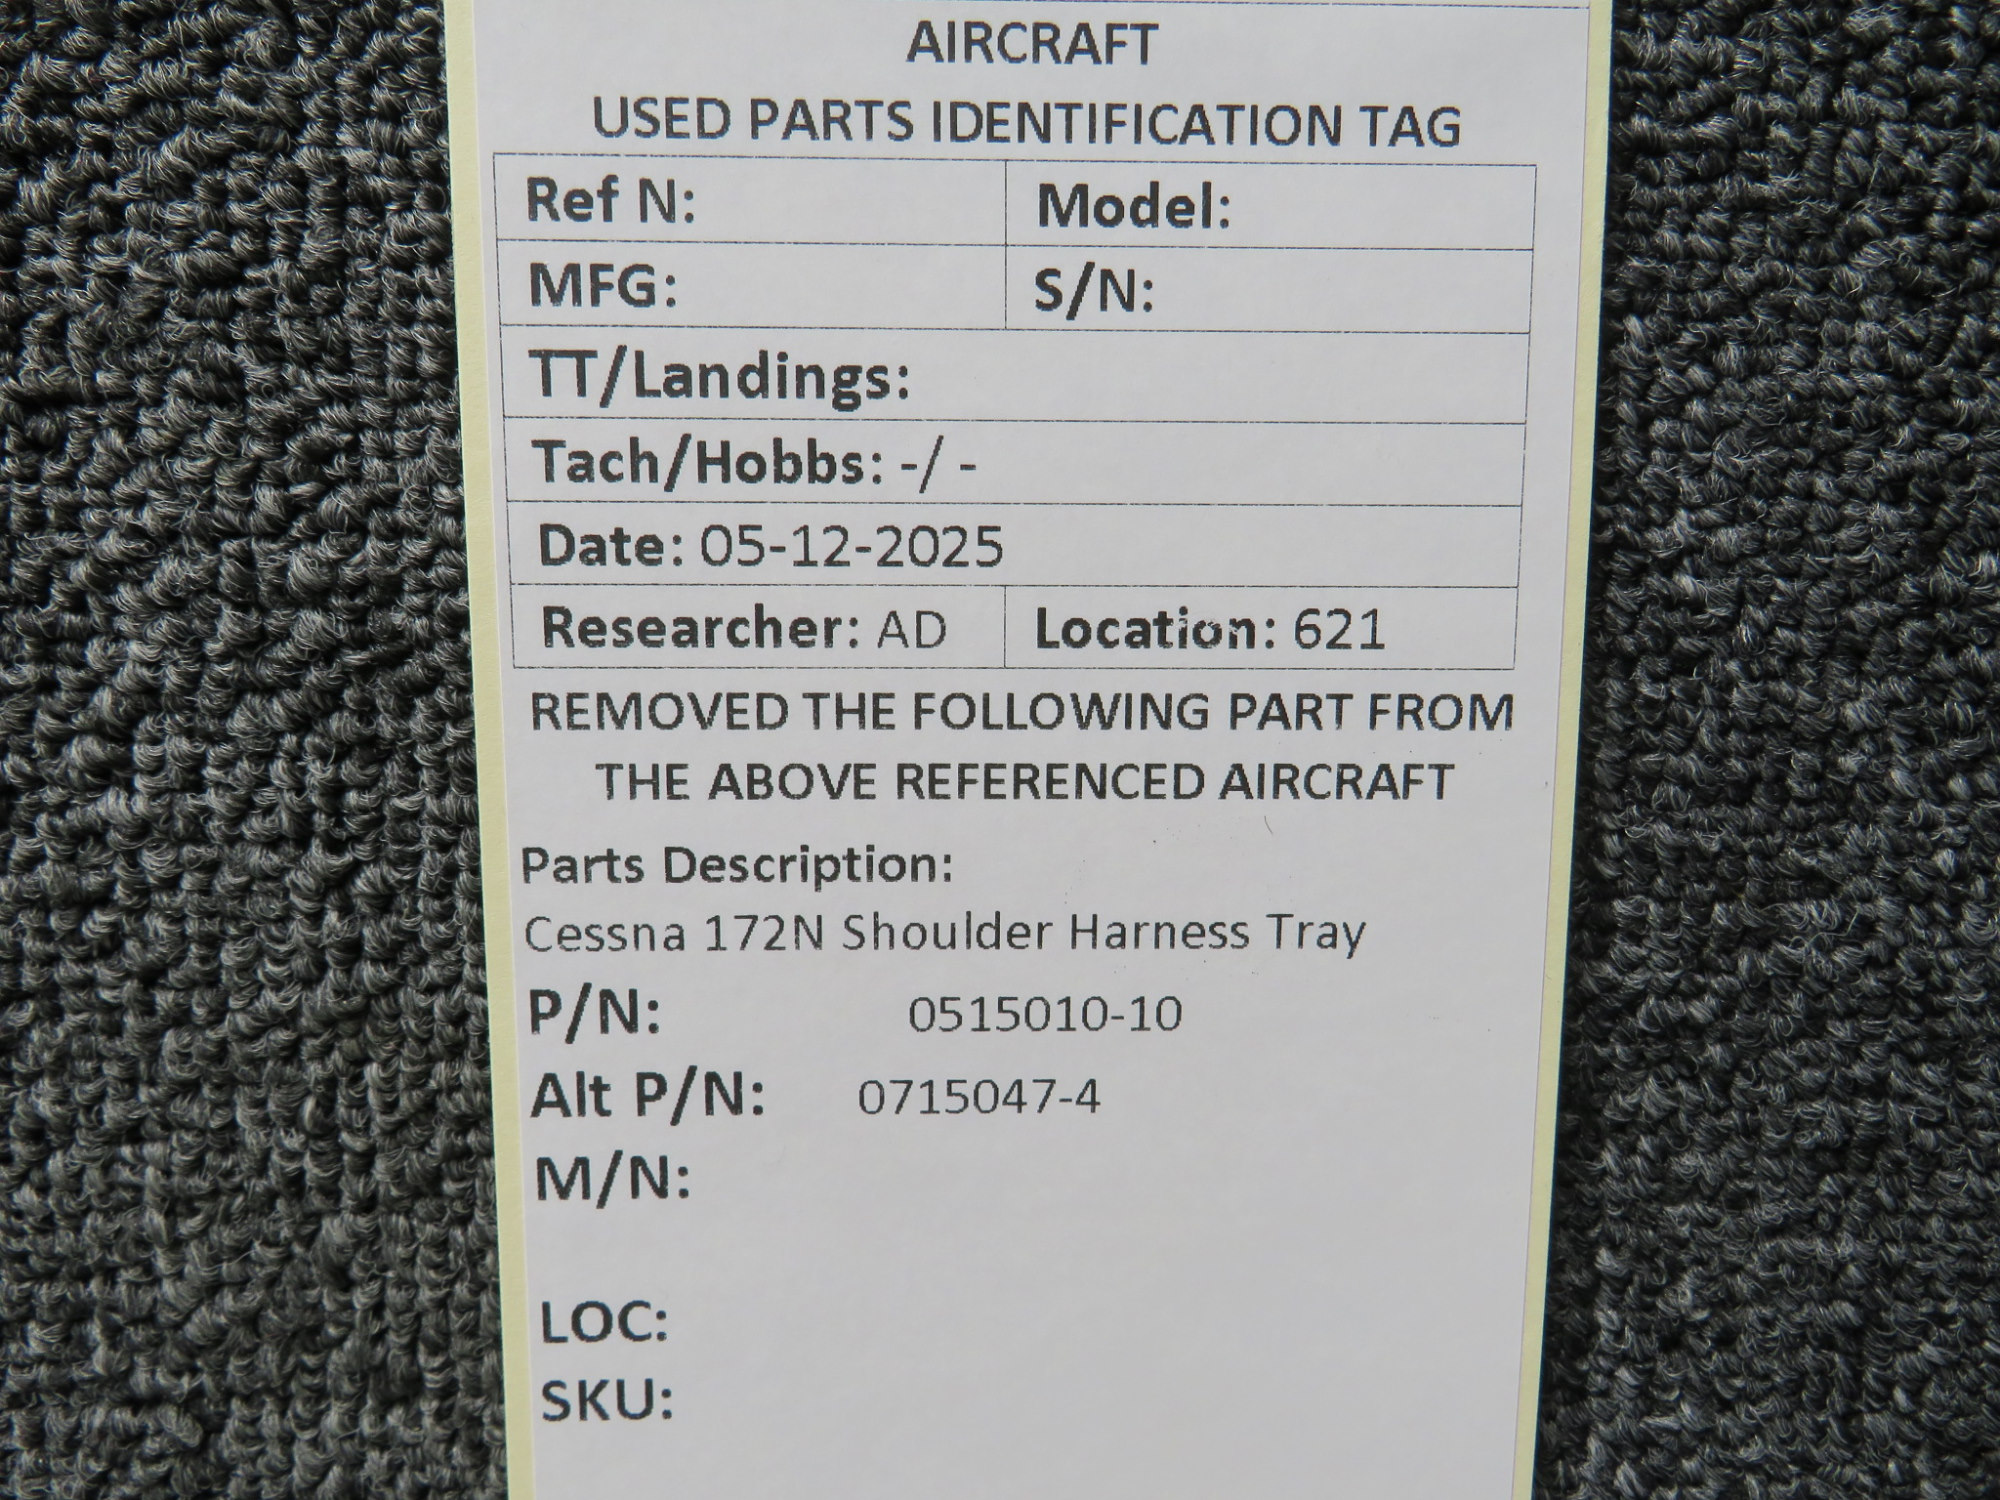 AIRCRAFT
USED PARTS IDENTIFICATION TAG
Ref N: Model:
MFG: S/N:
TT/Landings:
Tach/Hobbs: -/ -
Date: 05-12-2025
Researcher: AD Location: 621
REMOVED THE FOLLOWING PART FROM
THE ABOVE REFERENCED AIRCRAFT
Parts Description:
Cessna 172N Shoulder Harness Tray
P/N: 0515010-10
Alt P/N: 0715047-4
M/N:
LOC:
SKU: